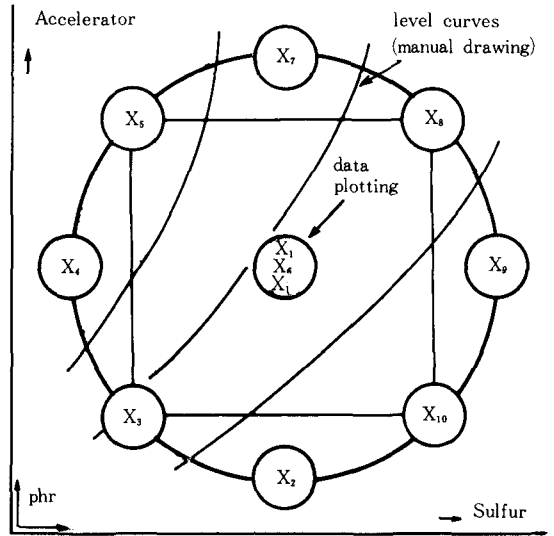 Accelerator
level curves
(manual drawing)
X₇
X₅
X₈
data
plotting
X₄
X₁
X₆
X₁
X₉
X₃
X₁₀
X₂
phr
Sulfur